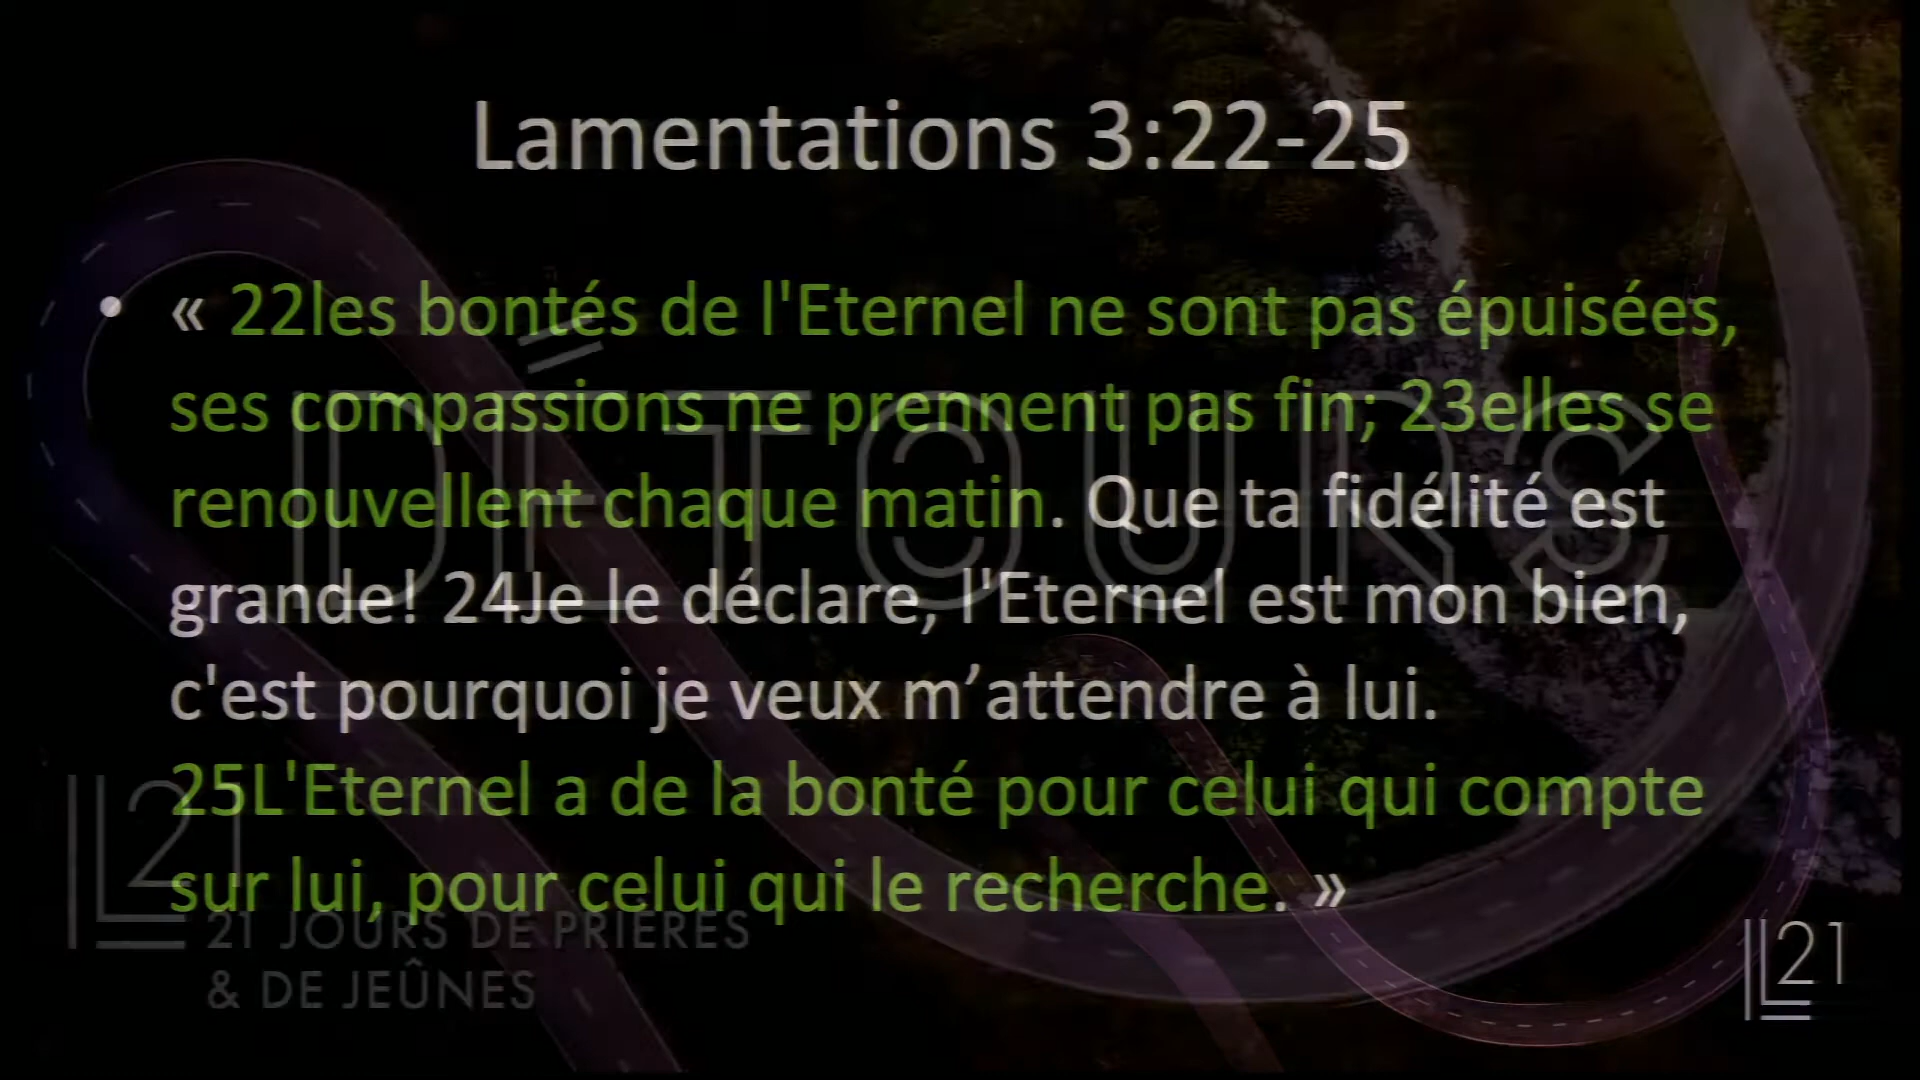 Lamentations 3:22-25
• « 22les bontés de l'Eternel ne sont pas épuisées,
ses compassions ne prennent pas fin; 23elles se
renouvellent chaque matin. Que ta fidélité est
grande! 24Je le déclare, l'Eternel est mon bien,
c'est pourquoi je veux m’attendre à lui.
25L'Eternel a de la bonté pour celui qui compte
sur lui, pour celui qui le recherche. »
DÉTOURS
L21
21 JOURS DE PRIÈRES
& DE JEÛNES
L21